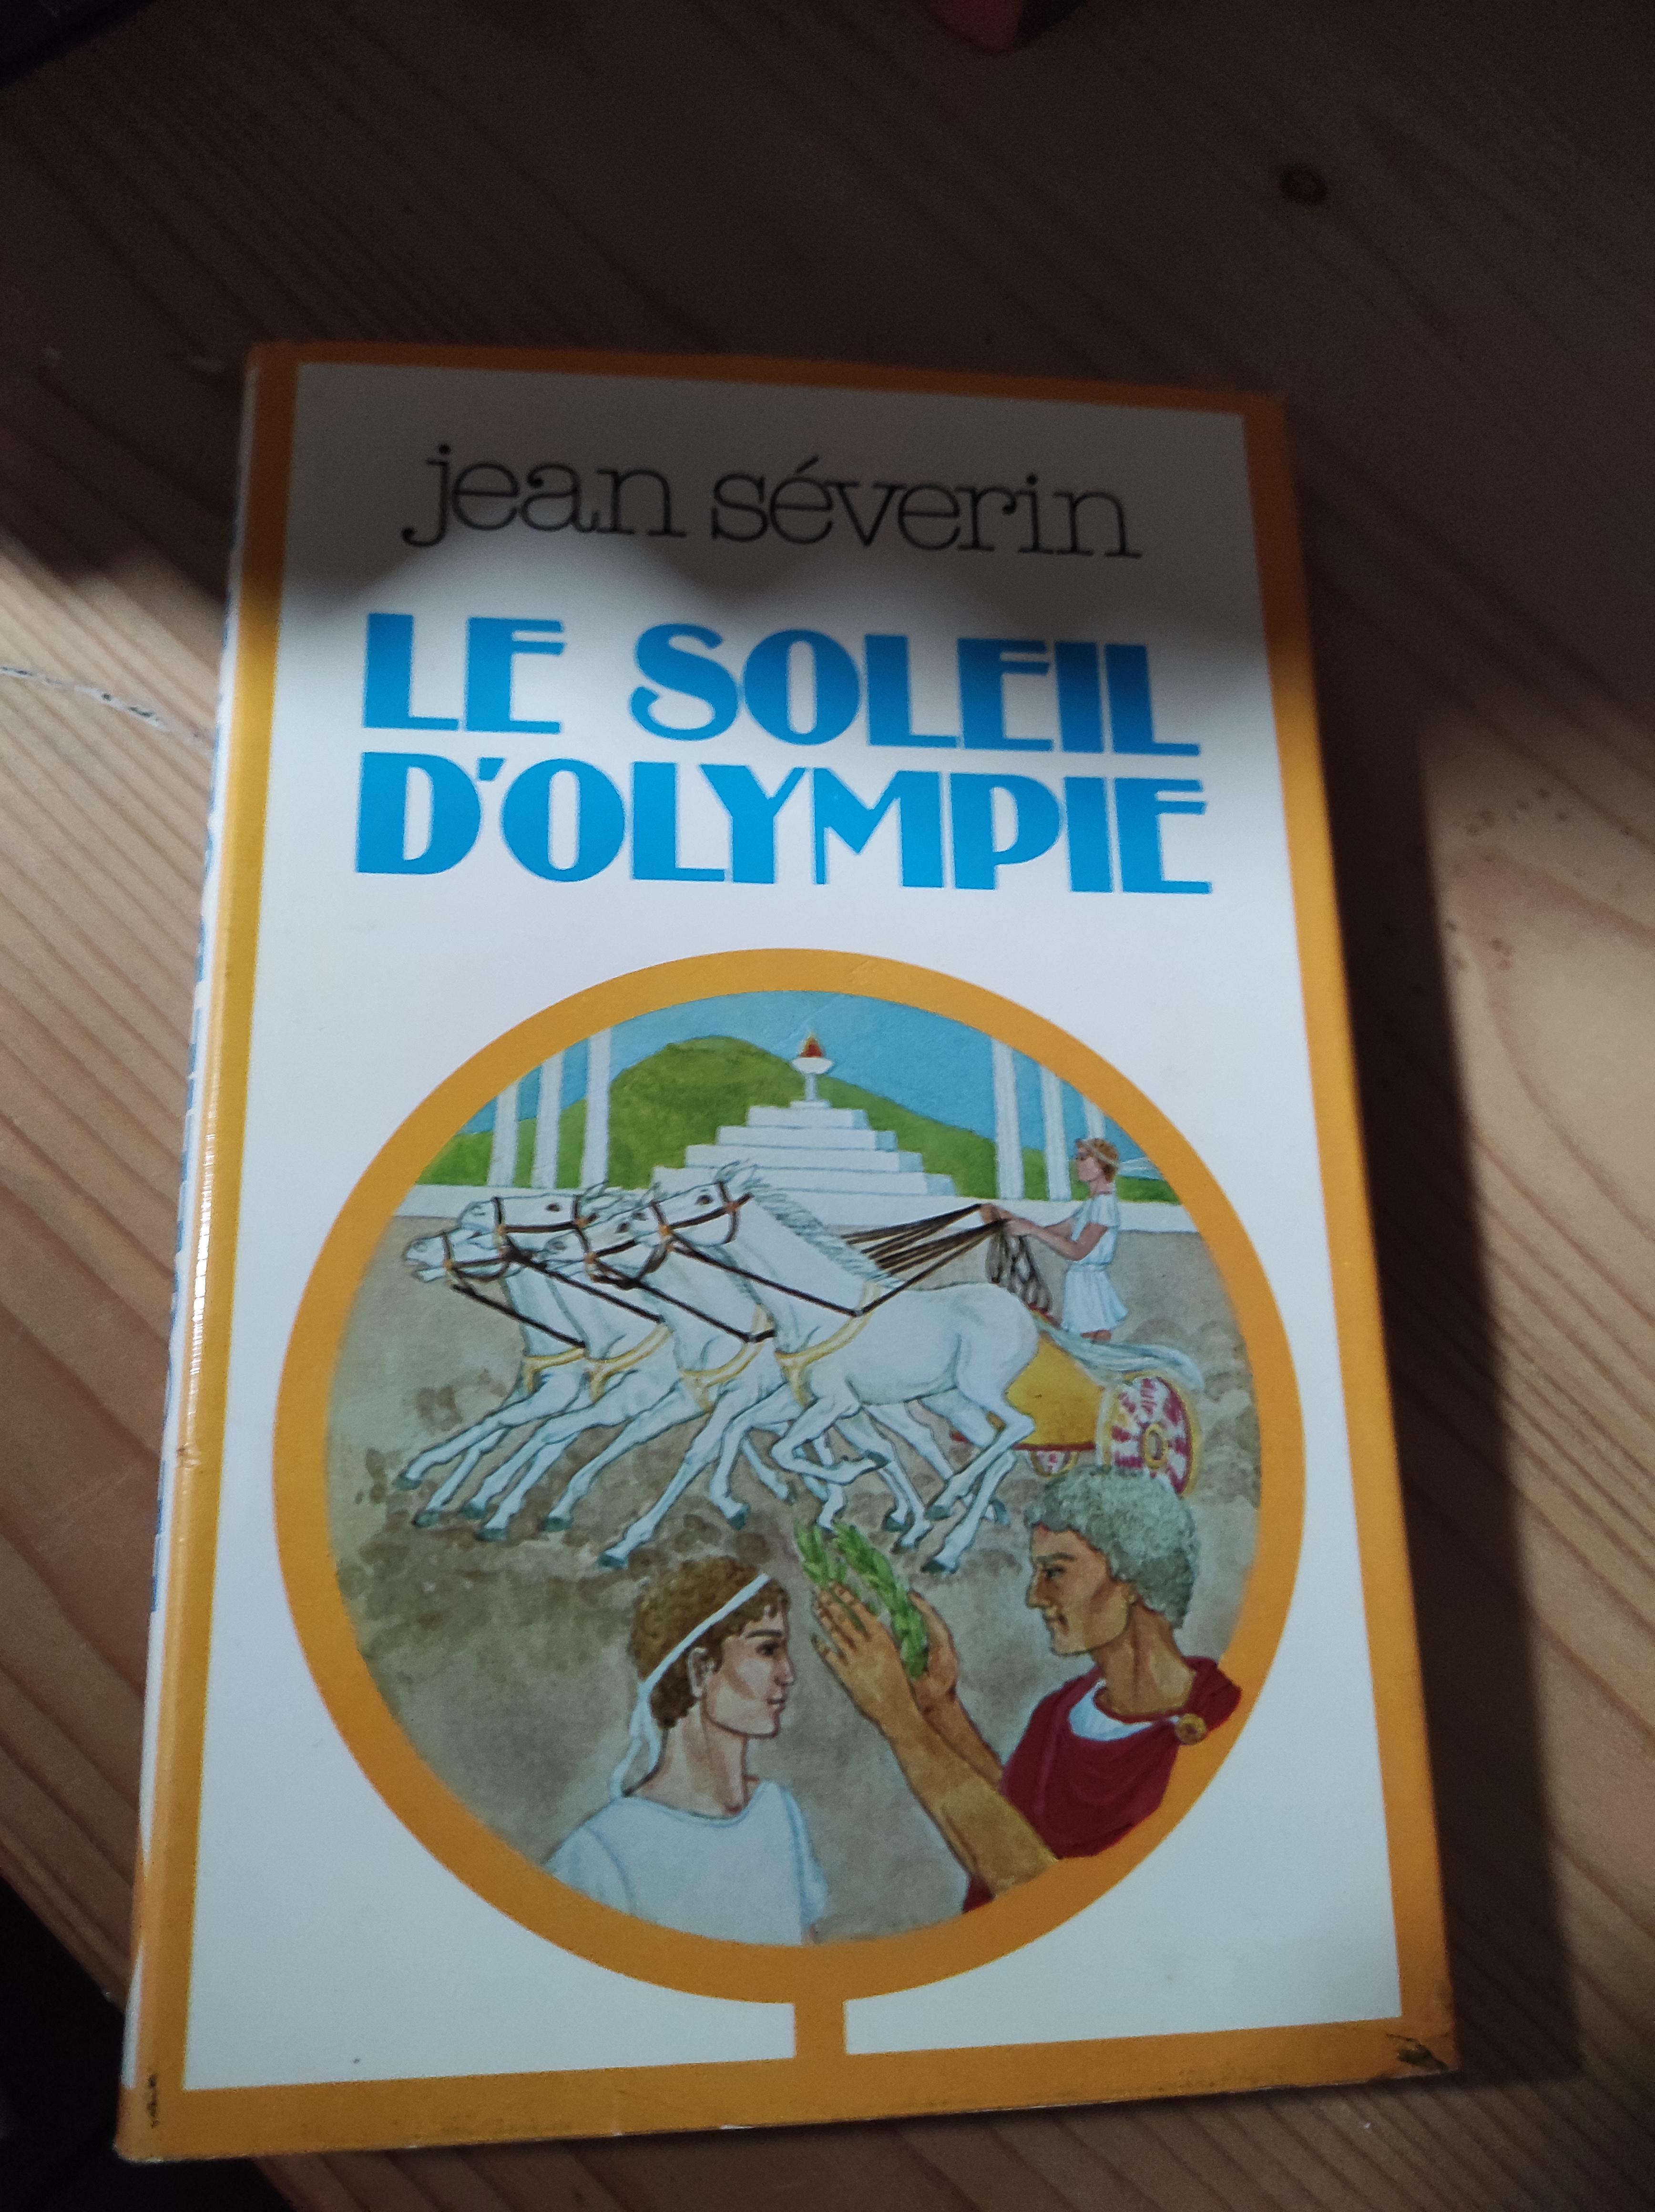 jean séverin
LE SOLEIL
D'OLYMPIE